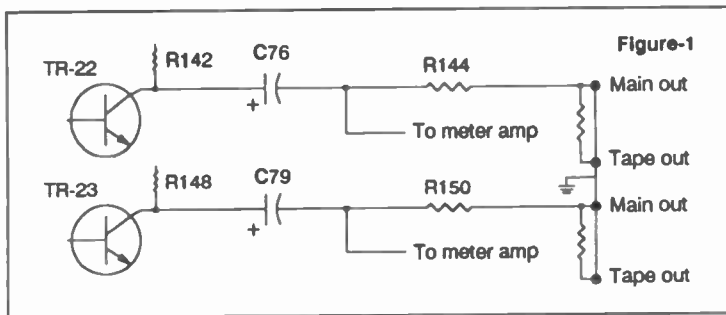 Figure-1
TR-22
R142
C76
R144
Main out
+
To meter amp
Tape out
TR-23
R148
C79
R150
Main out
+
To meter amp
Tape out